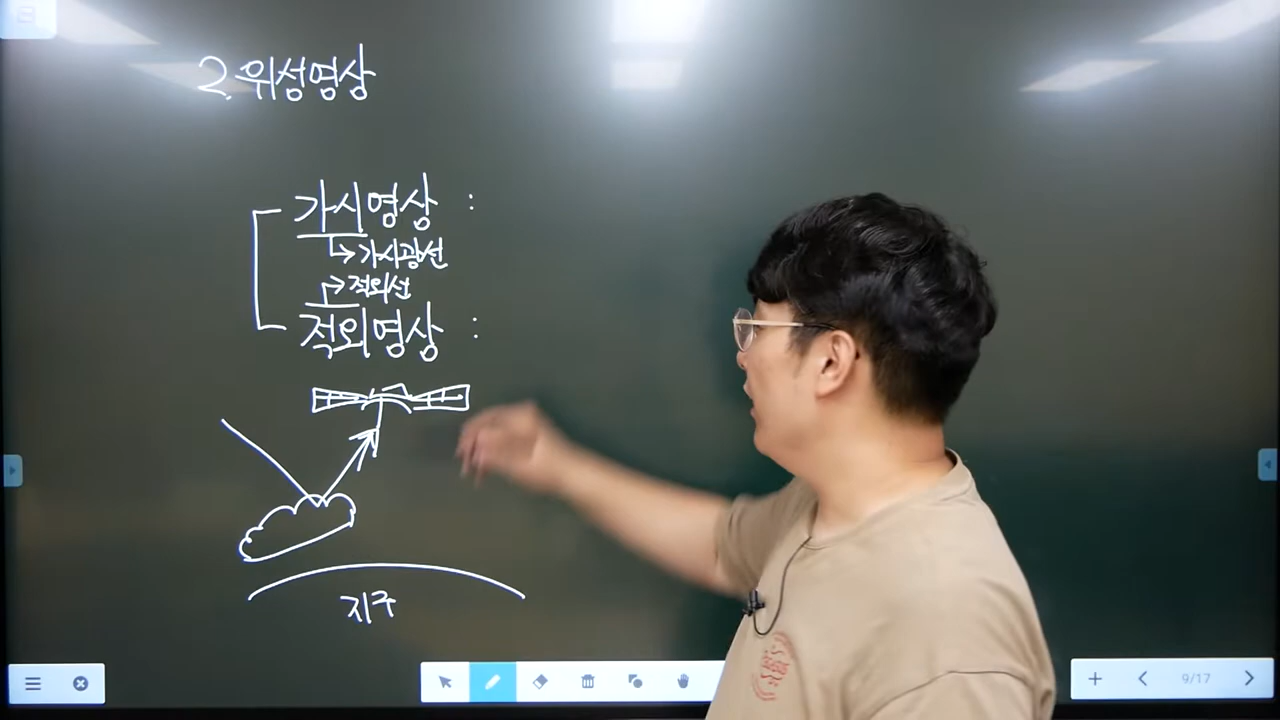 2. 위성영상
가시영상 :
↳ 가시광선
↱ 적외선
적외영상 :
지구
9/17